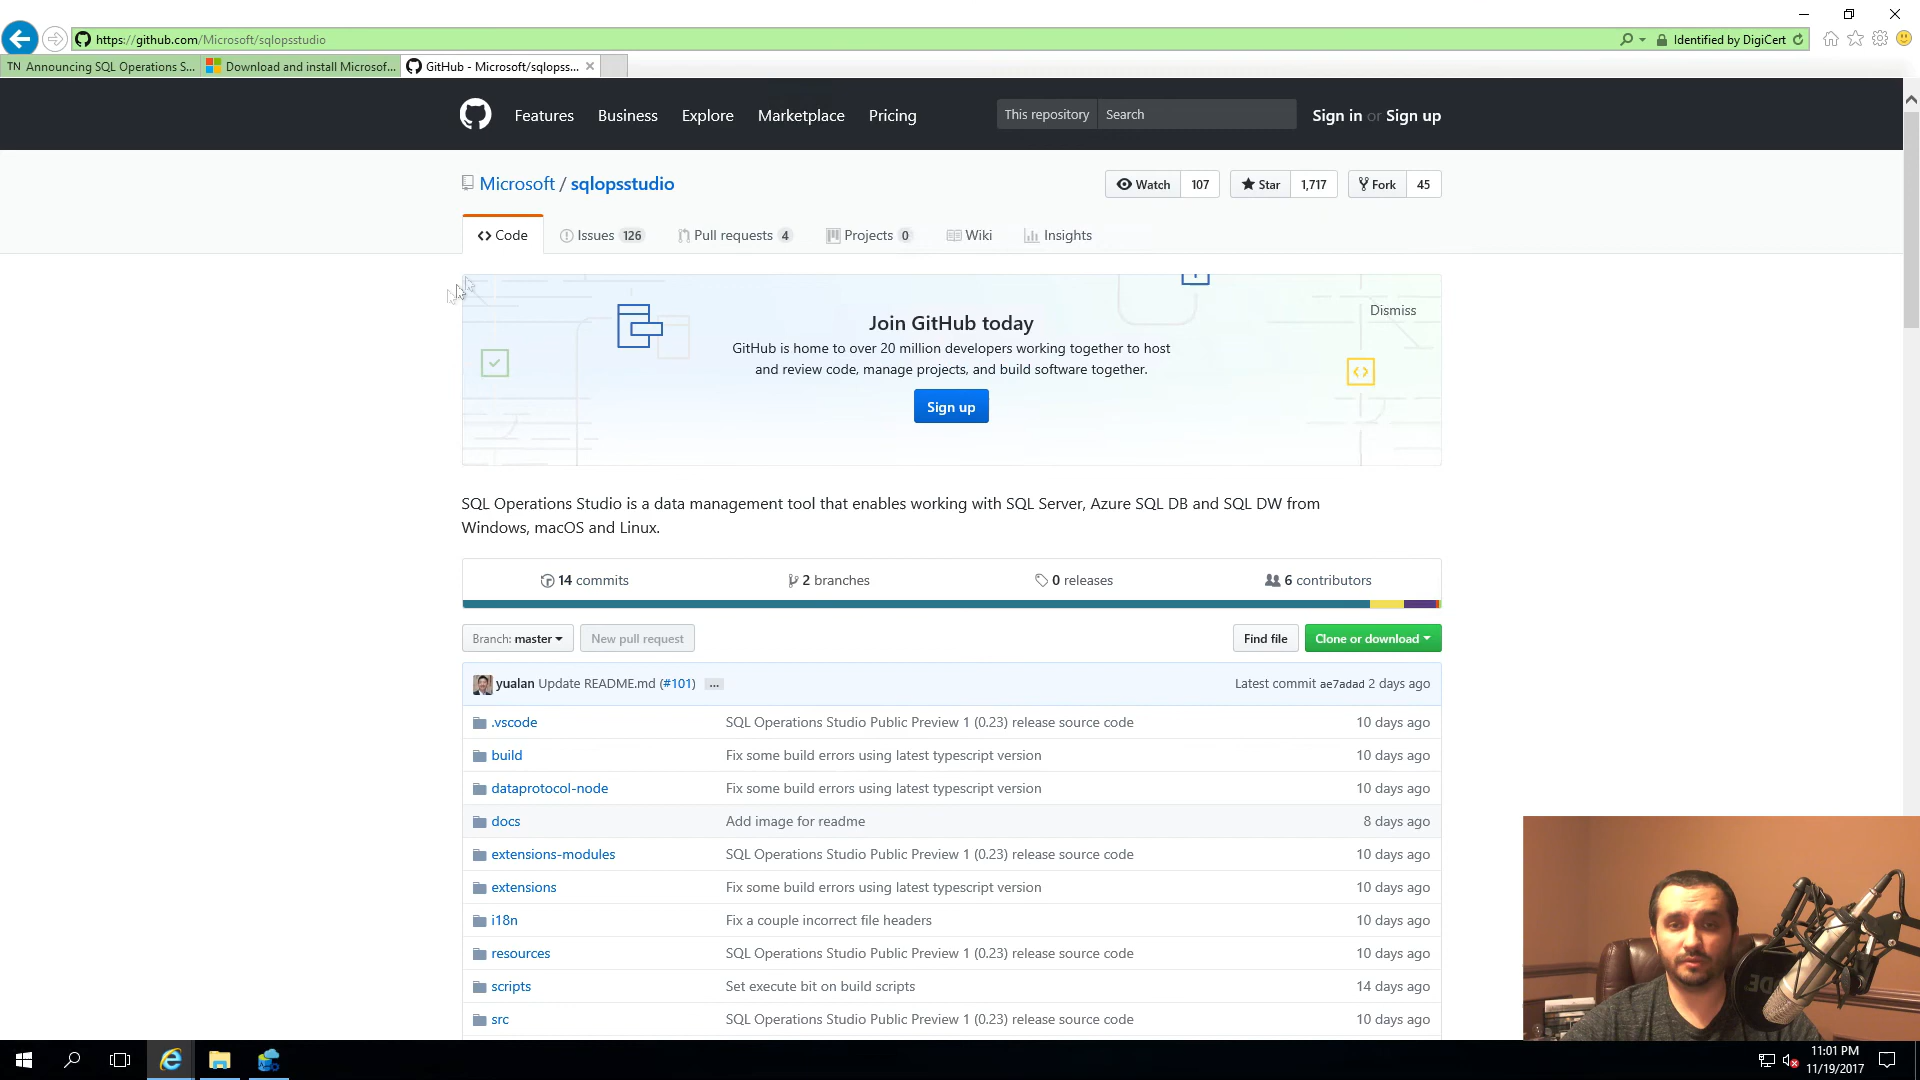 https://github.com/Microsoft/sqlopsstudio
Identified by DigiCert
TN Announcing SQL Operations S...
Download and install Microsof...
GitHub - Microsoft/sqlopss...
Features
Business
Explore
Marketplace
Pricing
This repository
Search
Sign in or Sign up
Microsoft / sqlopsstudio
Watch 107
Star 1,717
Fork 45
Code
Issues 126
Pull requests 4
Projects 0
Wiki
Insights
Dismiss
Join GitHub today
GitHub is home to over 20 million developers working together to host
and review code, manage projects, and build software together.
Sign up
SQL Operations Studio is a data management tool that enables working with SQL Server, Azure SQL DB and SQL DW from
Windows, macOS and Linux.
14 commits
2 branches
0 releases
6 contributors
Branch: master
New pull request
Find file
Clone or download
yualan Update README.md (#101) ...
Latest commit ae7adad 2 days ago
.vscode SQL Operations Studio Public Preview 1 (0.23) release source code 10 days ago
build Fix some build errors using latest typescript version 10 days ago
dataprotocol-node Fix some build errors using latest typescript version 10 days ago
docs Add image for readme 8 days ago
extensions-modules SQL Operations Studio Public Preview 1 (0.23) release source code 10 days ago
extensions Fix some build errors using latest typescript version 10 days ago
i18n Fix a couple incorrect file headers 10 days ago
resources SQL Operations Studio Public Preview 1 (0.23) release source code 10 days ago
scripts Set execute bit on build scripts 14 days ago
src SQL Operations Studio Public Preview 1 (0.23) release source code 10 days ago
11:01 PM
11/19/2017